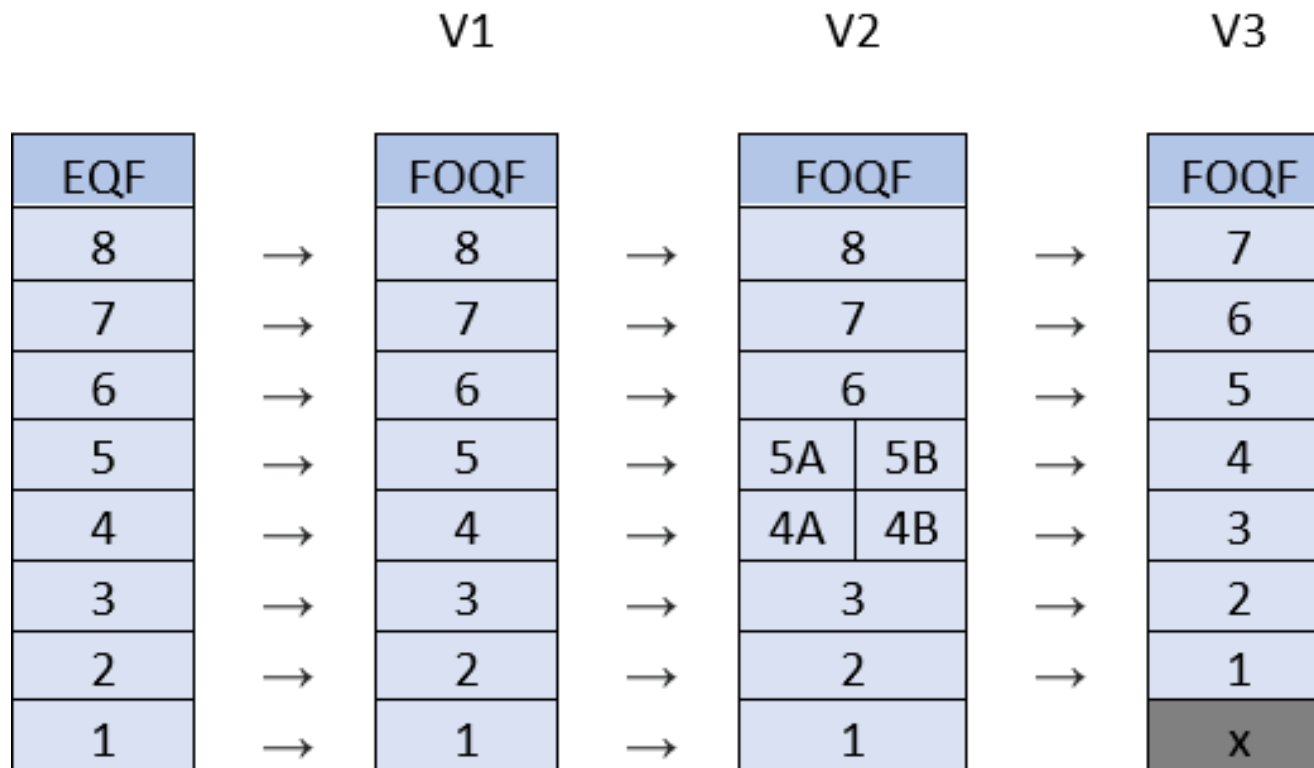 V1 V2 V3
EQF FOQF FOQF FOQF
8 → 8 → 8 → 7
7 → 7 → 7 → 6
6 → 6 → 6 → 5
5 → 5 → 5A 5B → 4
4 → 4 → 4A 4B → 3
3 → 3 → 3 → 2
2 → 2 → 2 → 1
1 → 1 → 1 x